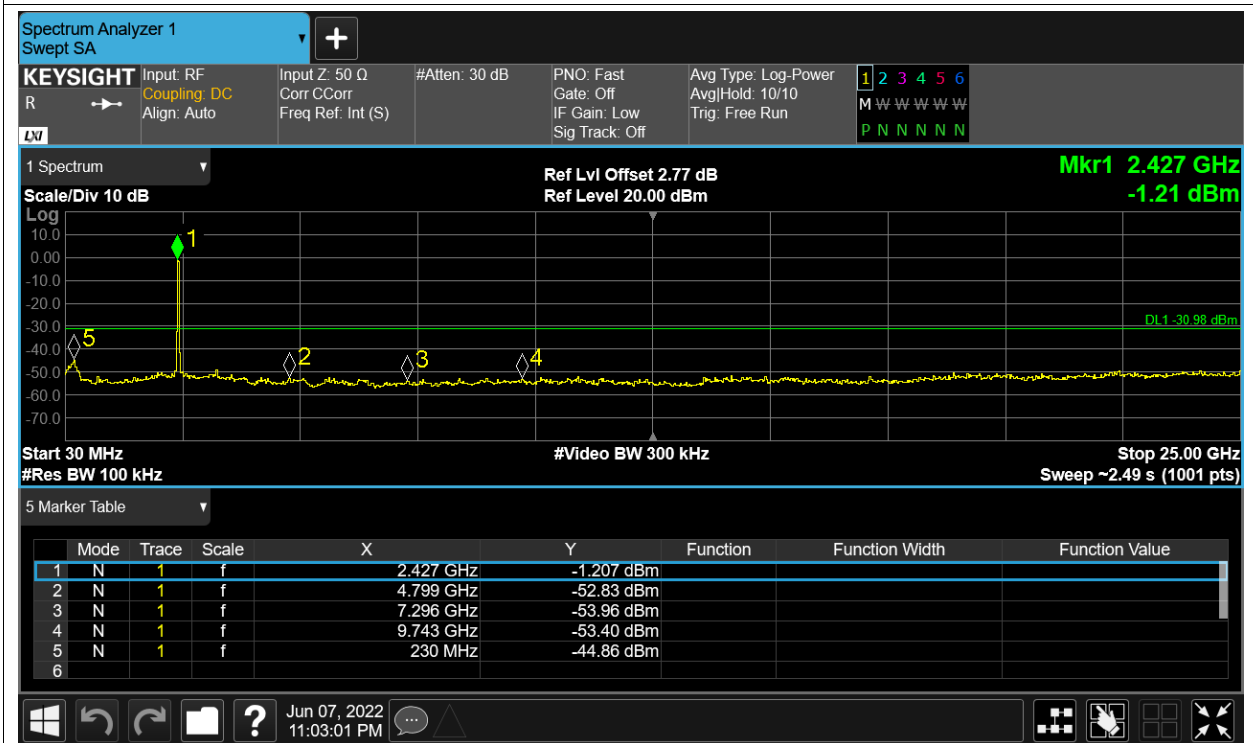 Spectrum Analyzer 1
Swept SA
KEYSIGHT Input: RF Input Z: 50 Ω #Atten: 30 dB PNO: Fast Avg Type: Log-Power 1 2 3 4 5 6
R Coupling: DC Corr CCorr Gate: Off Avg|Hold: 10/10 M W W W W W
Align: Auto Freq Ref: Int (S) IF Gain: Low Trig: Free Run
LXI Sig Track: Off P N N N N N
1 Spectrum Ref Lvl Offset 2.77 dB Mkr1 2.427 GHz
Scale/Div 10 dB Ref Level 20.00 dBm -1.21 dBm
Log
10.0 1
0.00
-10.0
-20.0
-30.0 DL1 -30.98 dBm
-40.0 5 2 3 4
-50.0
-60.0
-70.0
Start 30 MHz #Video BW 300 kHz Stop 25.00 GHz
#Res BW 100 kHz Sweep ~2.49 s (1001 pts)
5 Marker Table
Mode Trace Scale X Y Function Function Width Function Value
1 N 1 f 2.427 GHz -1.207 dBm
2 N 1 f 4.799 GHz -52.83 dBm
3 N 1 f 7.296 GHz -53.96 dBm
4 N 1 f 9.743 GHz -53.40 dBm
5 N 1 f 230 MHz -44.86 dBm
6
? Jun 07, 2022
11:03:01 PM